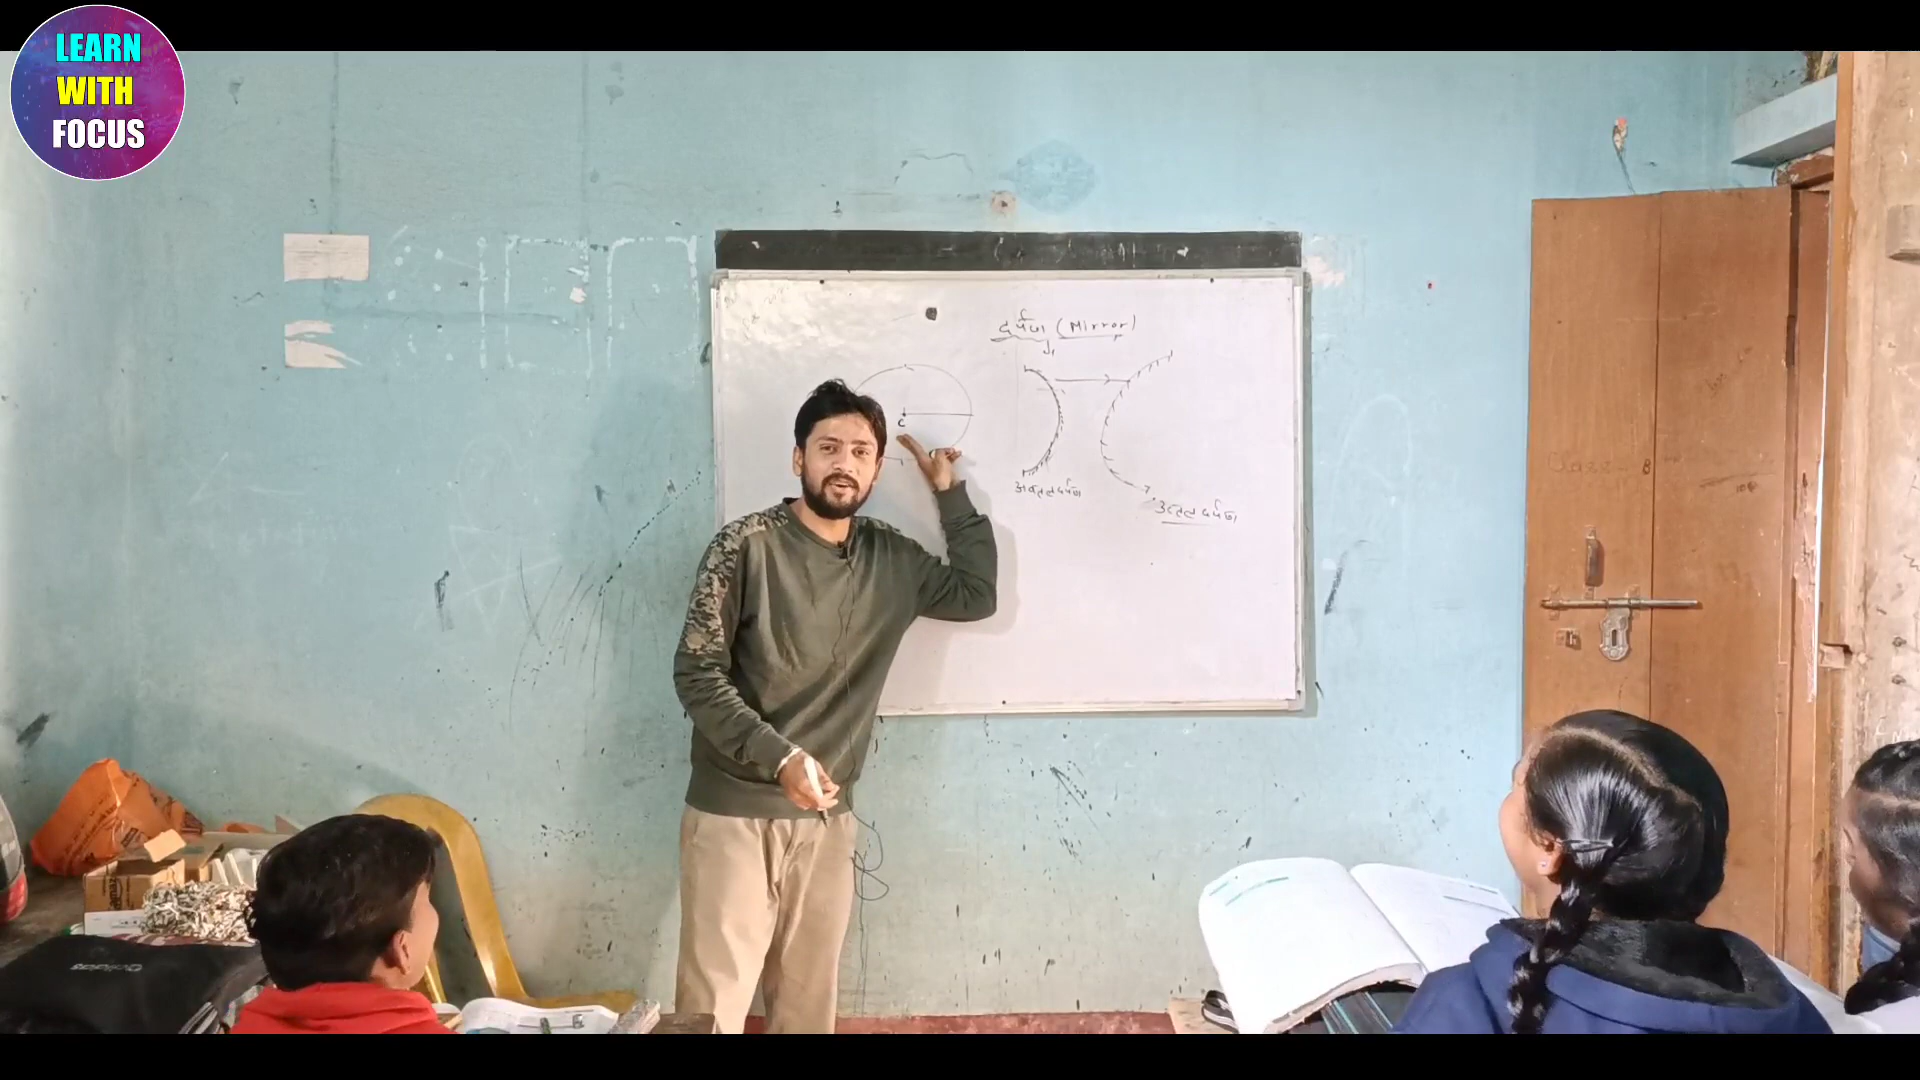 LEARN
WITH
FOCUS
दर्पण (Mirror)
C
अवतल दर्पण
उत्तल दर्पण